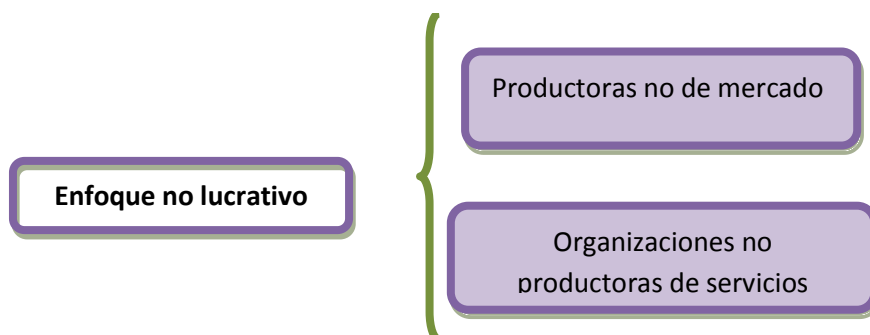 Productoras no de mercado
Enfoque no lucrativo
Organizaciones no
productoras de servicios